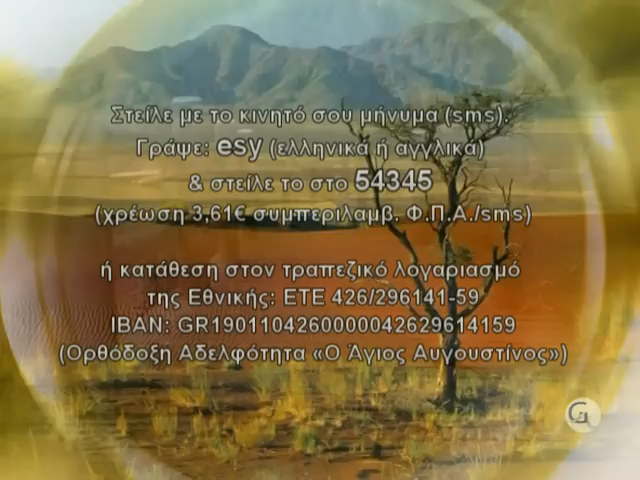 Στείλε με το κινητό σου μήνυμα (sms).
Γράψε: esy (ελληνικά ή αγγλικά)
& στείλε το στο 54345
(χρέωση 3,61€ συμπεριλαμβ. Φ.Π.Α./sms)
ή κατάθεση στον τραπεζικό λογαριασμό
της Εθνικής: ΕΤΕ 426/296141-59
IBAN: GR1901104260000042629614159
(Ορθόδοξη Αδελφότητα «Ο Άγιος Αυγουστίνος»)